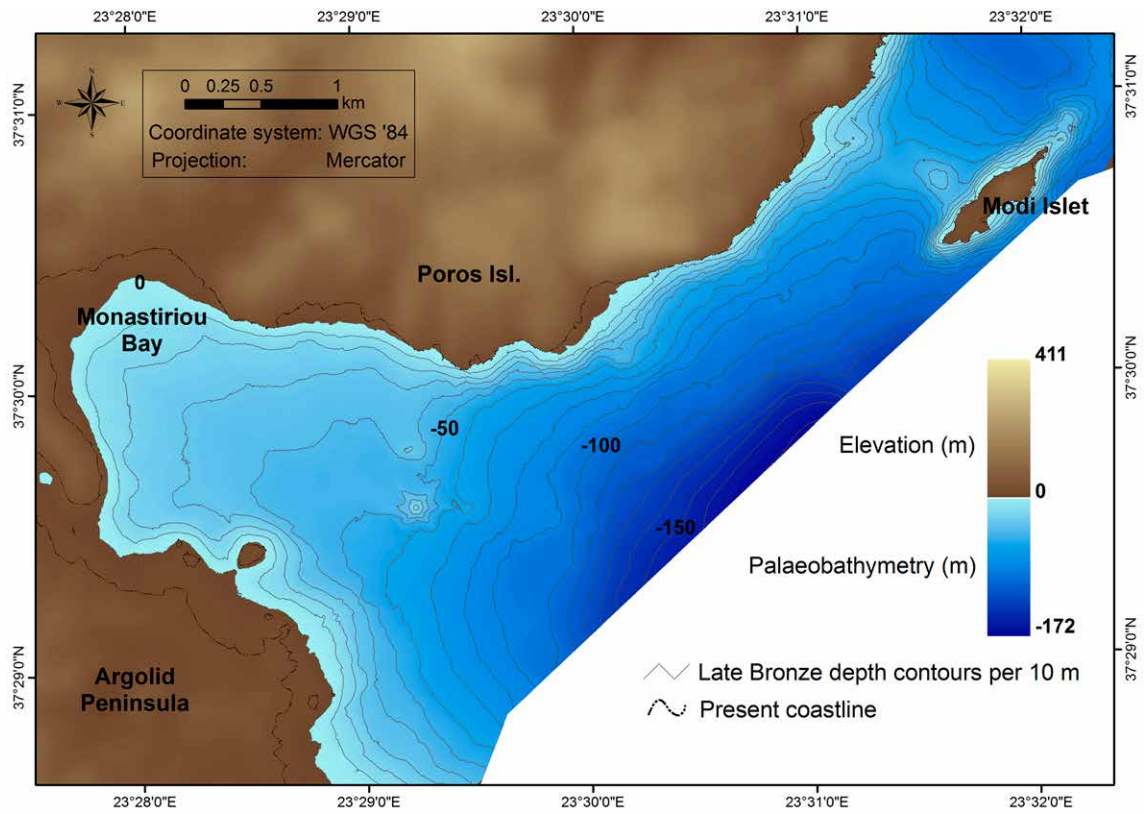 23°28'0"E 23°29'0"E 23°30'0"E 23°31'0"E 23°32'0"E
N
W E
S
0 0.25 0.5 1
km
Coordinate system: WGS '84
Projection: Mercator
37°31'0"N
37°31'0"N
Modi Islet
Poros Isl.
0
Monastiriou
Bay
37°30'0"N
37°30'0"N
-50
-100
-150
411
Elevation (m)
0
Palaeobathymetry (m)
-172
Argolid
Peninsula
37°29'0"N
37°29'0"N
Late Bronze depth contours per 10 m
Present coastline
23°28'0"E 23°29'0"E 23°30'0"E 23°31'0"E 23°32'0"E